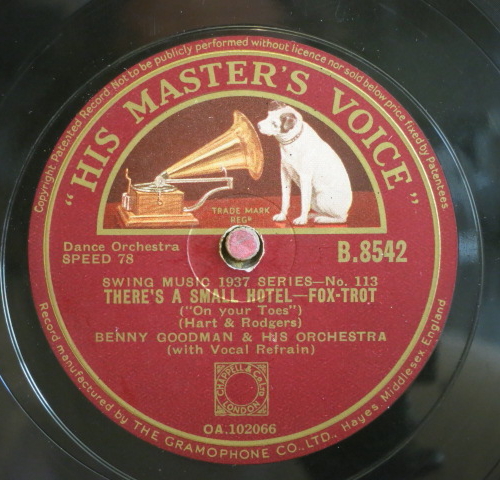 Copyright Patented Record Not to be publicly performed without licence nor sold below price fixed by Patentees
"HIS MASTER'S VOICE"
TRADE MARK
REGD
Dance Orchestra
SPEED 78
B.8542
SWING MUSIC 1937 SERIES—No. 113
THERE'S A SMALL HOTEL—FOX-TROT
("On your Toes")
(Hart & Rodgers)
BENNY GOODMAN & HIS ORCHESTRA
(with Vocal Refrain)
CHAPPELL & Co Ltd
LONDON
OA.102066
Record manufactured by THE GRAMOPHONE CO., LTD., Hayes, Middlesex England